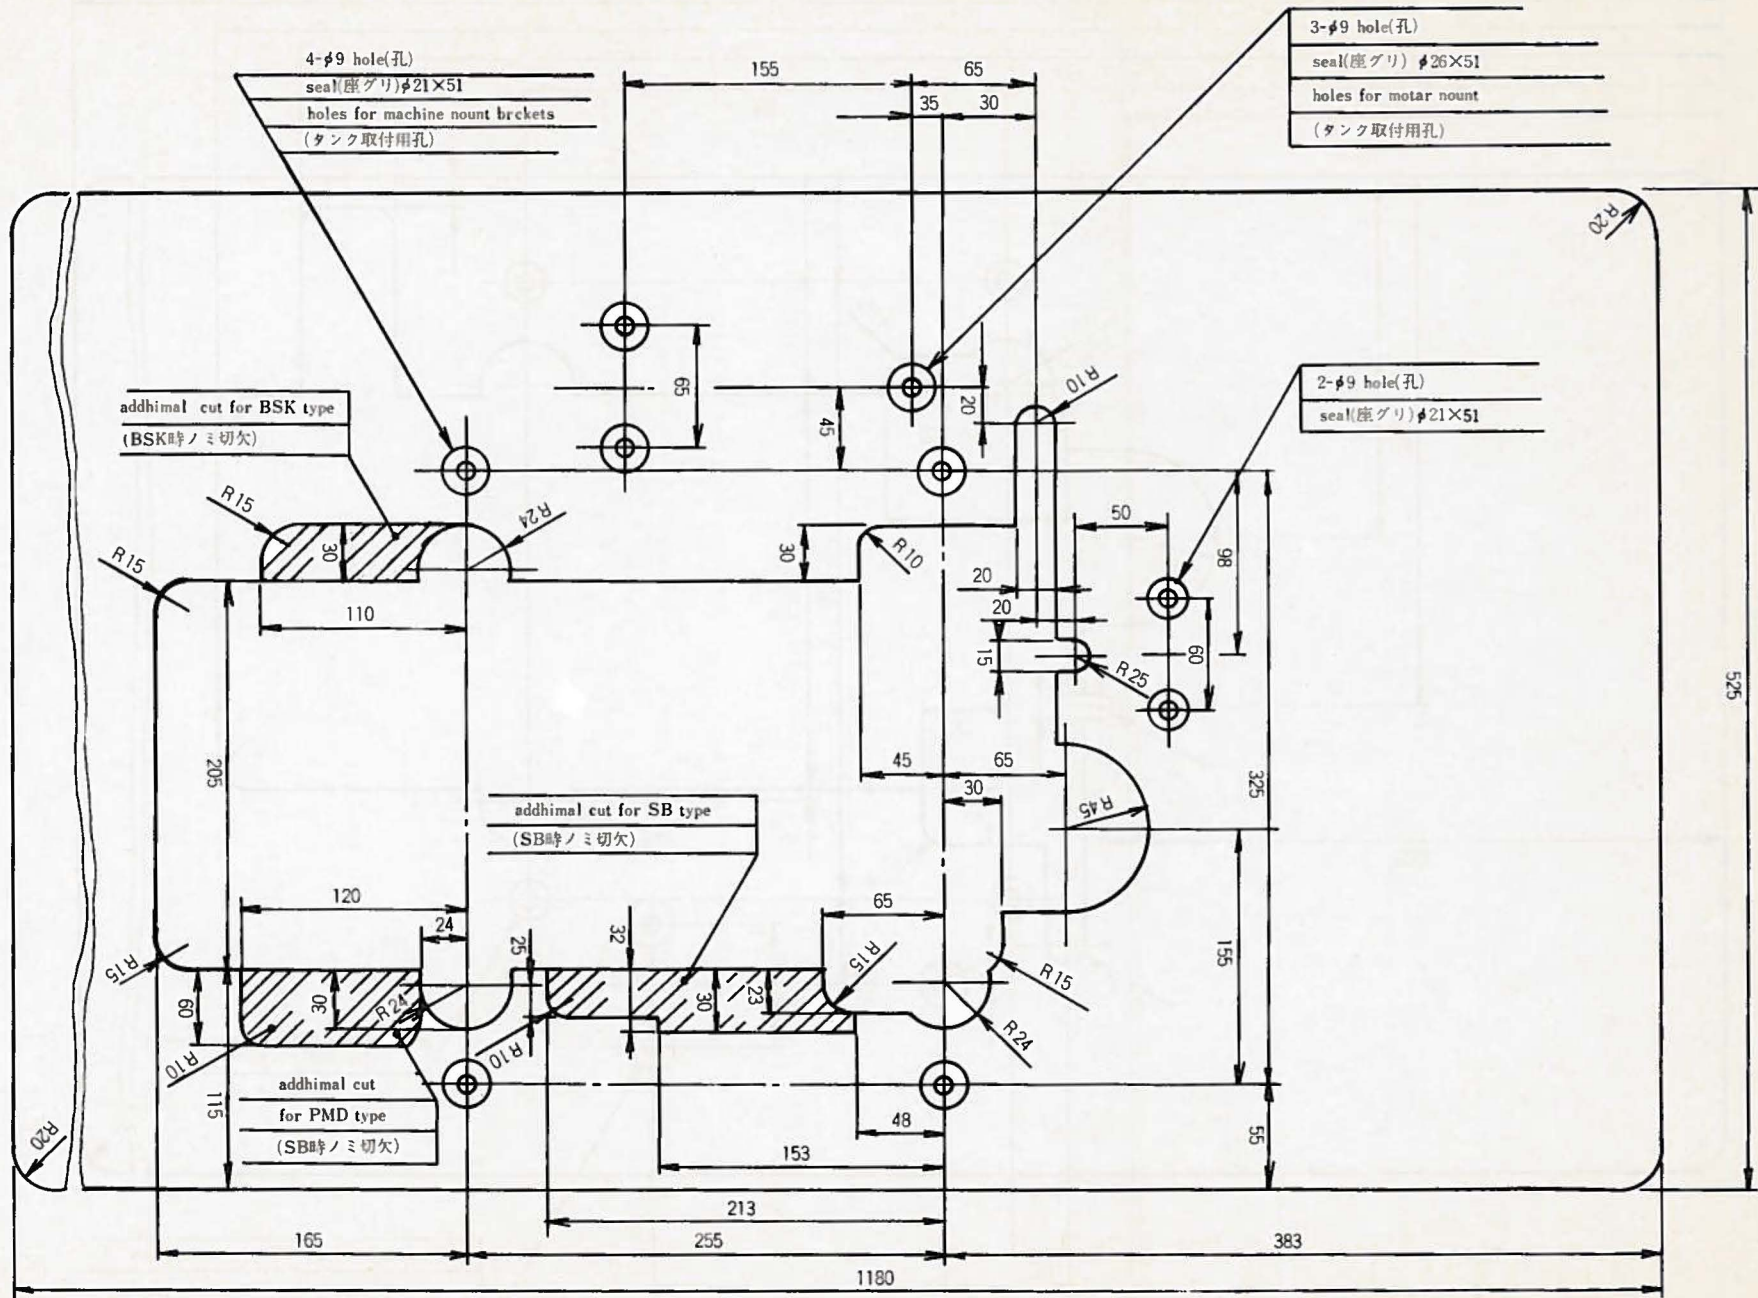 4-φ9 hole(孔)
seal(座グリ)φ21×51
holes for machine nount brckets
(タンク取付用孔)
3-φ9 hole(孔)
seal(座グリ) φ26×51
holes for motar nount
(タンク取付用孔)
155
65
35
30
R20
2-φ9 hole(孔)
seal(座グリ)φ21×51
addhimal cut for BSK type
(BSK時ノミ切欠)
65
45
20
R10
R15
30
R24
R15
110
30
R10
20
20
15
R25
50
98
60
525
205
45
65
30
R45
325
addhimal cut for SB type
(SB時ノミ切欠)
120
24
25
32
65
R15
155
R15
R15
60
30
R24
R10
30
23
R24
R10
addhimal cut
for PMD type
(SB時ノミ切欠)
115
48
55
R20
153
213
165
255
383
1180